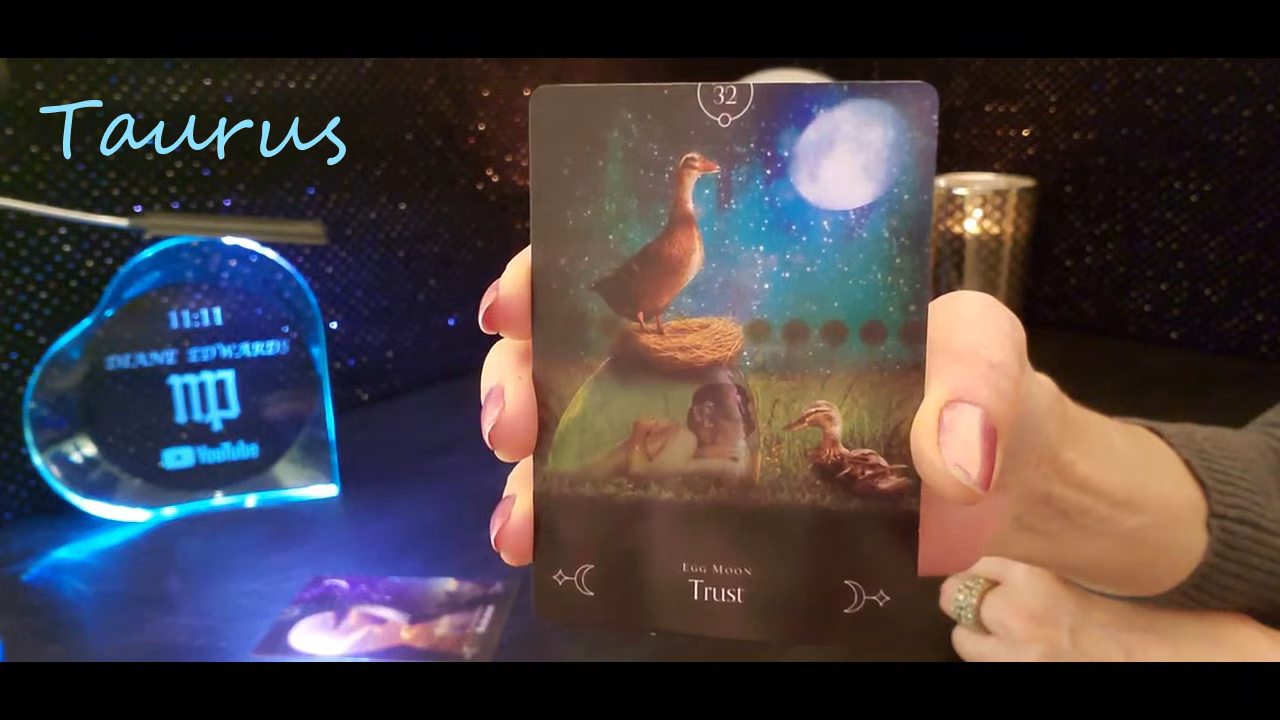 Taurus
32
11:11
DIANE EDWARDS
YouTube
Egg Moon
Trust